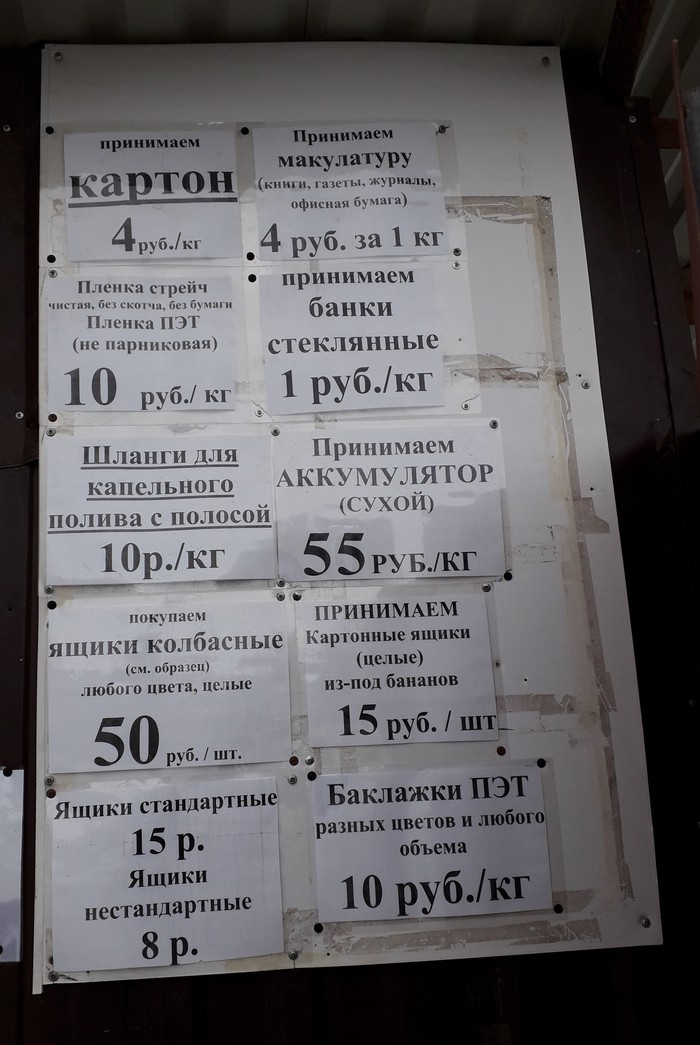 принимаем
картон
4 руб./кг
Принимаем
макулатуру
(книги, газеты, журналы,
офисная бумага)
4 руб. за 1 кг
Пленка стрейч
чистая, без скотча, без бумаги
Пленка ПЭТ
(не парниковая)
10 руб./ кг
принимаем
банки
стеклянные
1 руб./кг
Шланги для
капельного
полива с полосой
10р./кг
Принимаем
АККУМУЛЯТОР
(СУХОЙ)
55 РУБ./КГ
покупаем
ящики колбасные
(см. образец)
любого цвета, целые
50 руб. / шт.
ПРИНИМАЕМ
Картонные ящики
(целые)
из-под бананов
15 руб. / шт
Ящики стандартные
15 р.
Ящики
нестандартные
8 р.
Баклажки ПЭТ
разных цветов и любого
объема
10 руб./кг